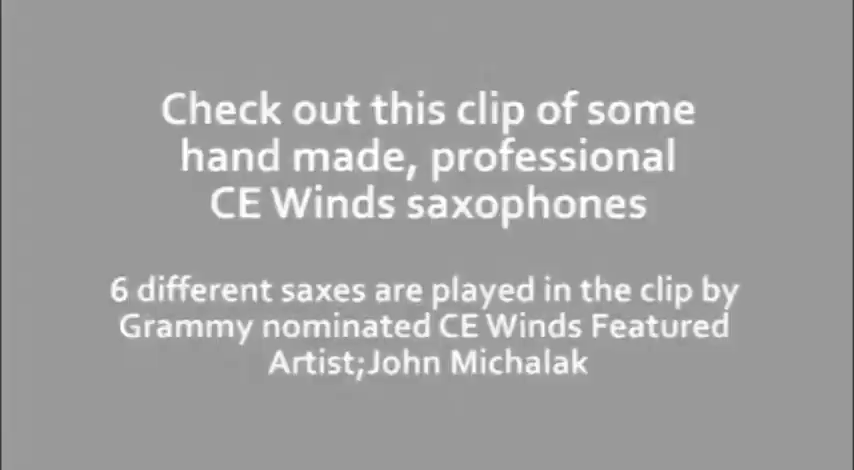 Check out this clip of some
hand made, professional
CE Winds saxophones
6 different saxes are played in the clip by
Grammy nominated CE Winds Featured
Artist;John Michalak